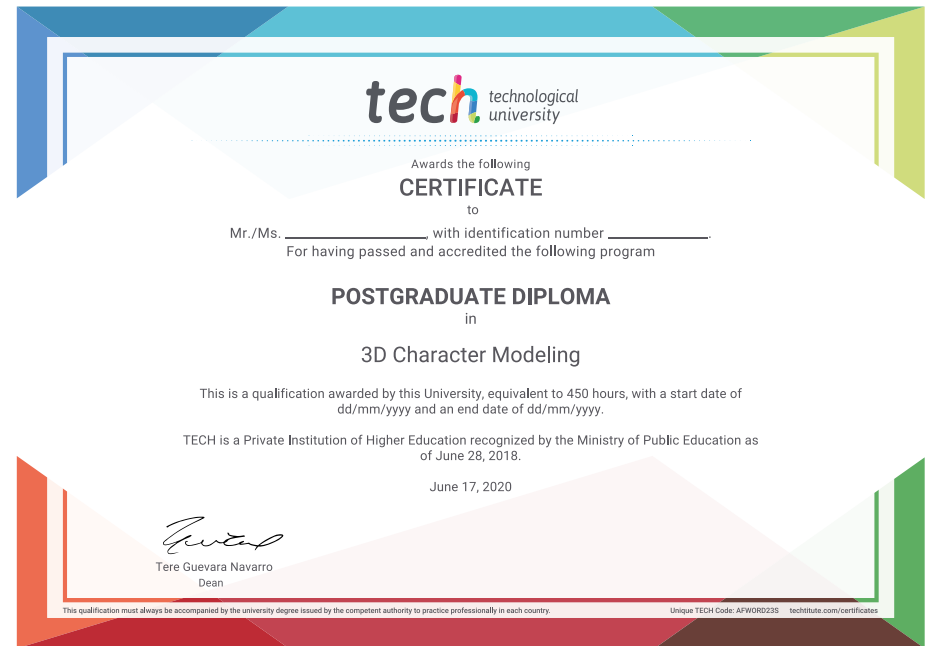 tech technological
university
Awards the following
CERTIFICATE
to
Mr./Ms. ____________________, with identification number ______________.
For having passed and accredited the following program
POSTGRADUATE DIPLOMA
in
3D Character Modeling
This is a qualification awarded by this University, equivalent to 450 hours, with a start date of
dd/mm/yyyy and an end date of dd/mm/yyyy.
TECH is a Private Institution of Higher Education recognized by the Ministry of Public Education as
of June 28, 2018.
June 17, 2020
Tere Guevara Navarro
Dean
This qualification must always be accompanied by the university degree issued by the competent authority to practice professionally in each country.
Unique TECH Code: AFWORD23S techtitute.com/certificates